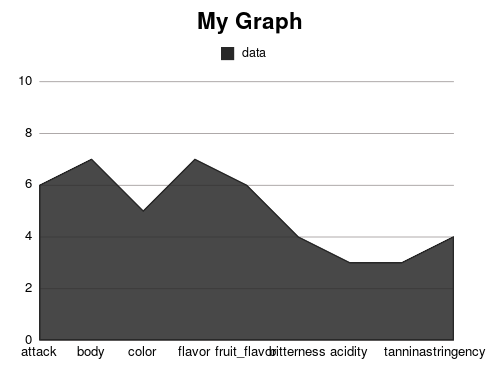 My Graph
data
10
8
6
4
2
0
attack body color flavor fruit_flavor bitterness acidity tannin astringency